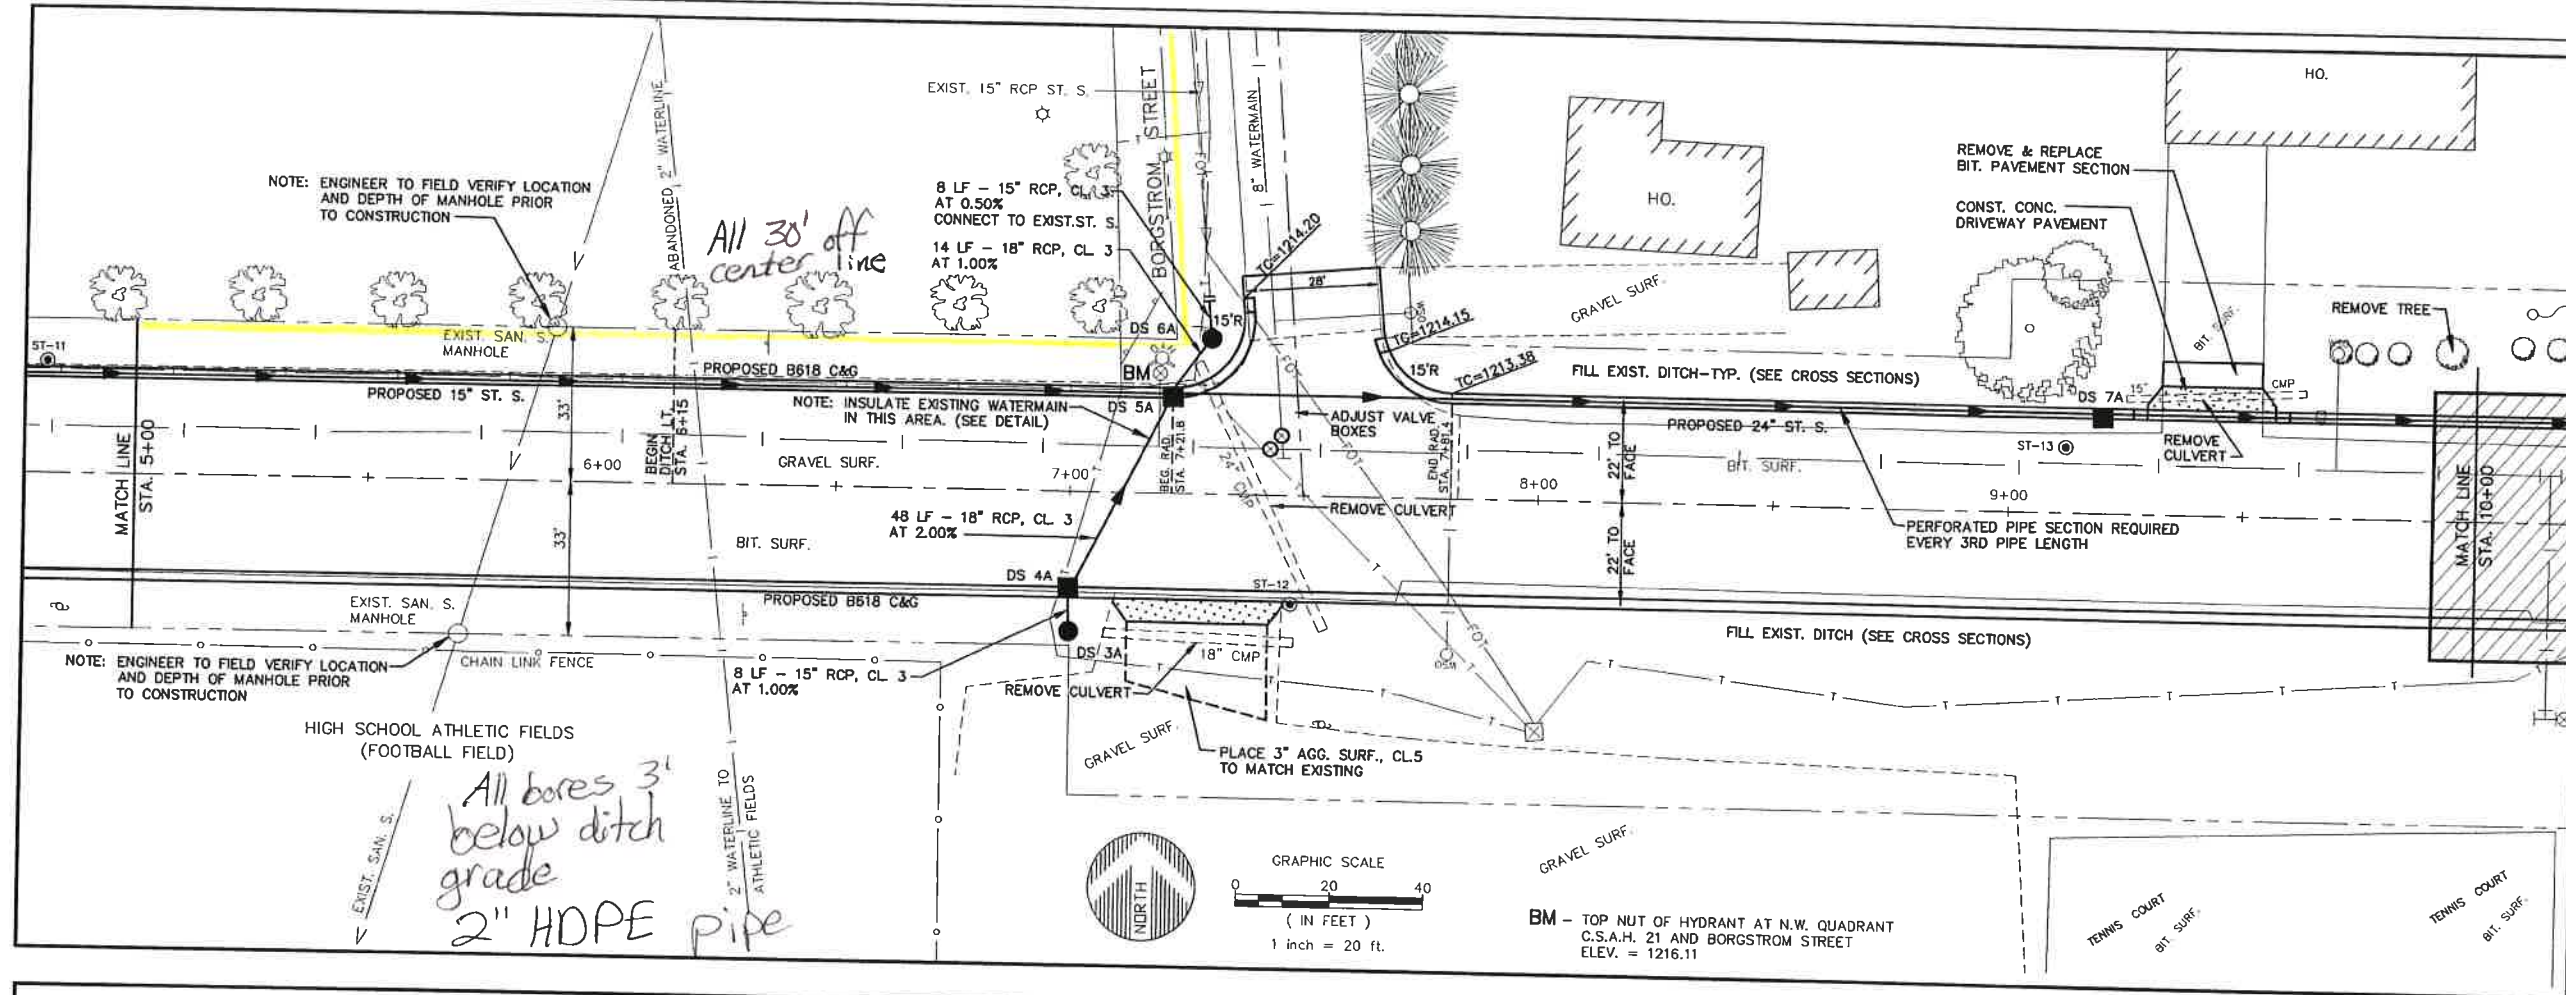 HO.
EXIST. 15" RCP ST. S.
BORGSTROM STREET
FOT
8" WATERMAIN
ABANDONED 2" WATERLINE
HO.
REMOVE & REPLACE
BIT. PAVEMENT SECTION
CONST. CONC.
DRIVEWAY PAVEMENT
NOTE: ENGINEER TO FIELD VERIFY LOCATION
AND DEPTH OF MANHOLE PRIOR
TO CONSTRUCTION
All 30' off
center line
8 LF - 15" RCP, CL. 3
AT 0.50%
CONNECT TO EXIST.ST. S.
14 LF - 18" RCP, CL. 3
AT 1.00%
TC=1214.20
28'
GRAVEL SURF.
TC=1214.15
TC=1213.38
BIT. SURF.
REMOVE TREE
ST-11
EXIST. SAN. S.
MANHOLE
DS 6A
15'R
BM
15'R
FILL EXIST. DITCH-TYP. (SEE CROSS SECTIONS)
PROPOSED B618 C&G
PROPOSED 15" ST. S.
NOTE: INSULATE EXISTING WATERMAIN
IN THIS AREA. (SEE DETAIL)
DS 5A
ADJUST VALVE
BOXES
DS 7A
15"
CMP
PROPOSED 24" ST. S.
REMOVE
CULVERT
ST-13
MATCH LINE
STA. 5+00
33'
33'
6+00
BEGIN
DITCH LT.
STA. 6+15
GRAVEL SURF.
7+00
BEG. RAD.
STA. 7+21.8
24" CMP
FOT
END RAD.
STA. 7+81.4
8+00
22' TO
FACE
22' TO
FACE
BIT. SURF.
9+00
MATCH LINE
STA. 10+00
REMOVE CULVERT
48 LF - 18" RCP, CL. 3
AT 2.00%
BIT. SURF.
PERFORATED PIPE SECTION REQUIRED
EVERY 3RD PIPE LENGTH
DS 4A
ST-12
PROPOSED B618 C&G
EXIST. SAN. S.
MANHOLE
FILL EXIST. DITCH (SEE CROSS SECTIONS)
FOT
NOTE: ENGINEER TO FIELD VERIFY LOCATION
AND DEPTH OF MANHOLE PRIOR
TO CONSTRUCTION
CHAIN LINK FENCE
DS 3A
18" CMP
8 LF - 15" RCP, CL. 3
AT 1.00%
REMOVE CULVERT
HIGH SCHOOL ATHLETIC FIELDS
(FOOTBALL FIELD)
GRAVEL SURF.
PLACE 3" AGG. SURF., CL.5
TO MATCH EXISTING
All bores 3'
below ditch
grade
2" HDPE pipe
EXIST. SAN. S.
2" WATERLINE TO
ATHLETIC FIELDS
NORTH
GRAPHIC SCALE
0 20 40
( IN FEET )
1 inch = 20 ft.
GRAVEL SURF.
BM - TOP NUT OF HYDRANT AT N.W. QUADRANT
C.S.A.H. 21 AND BORGSTROM STREET
ELEV. = 1216.11
TENNIS COURT
BIT. SURF.
TENNIS COURT
BIT. SURF.